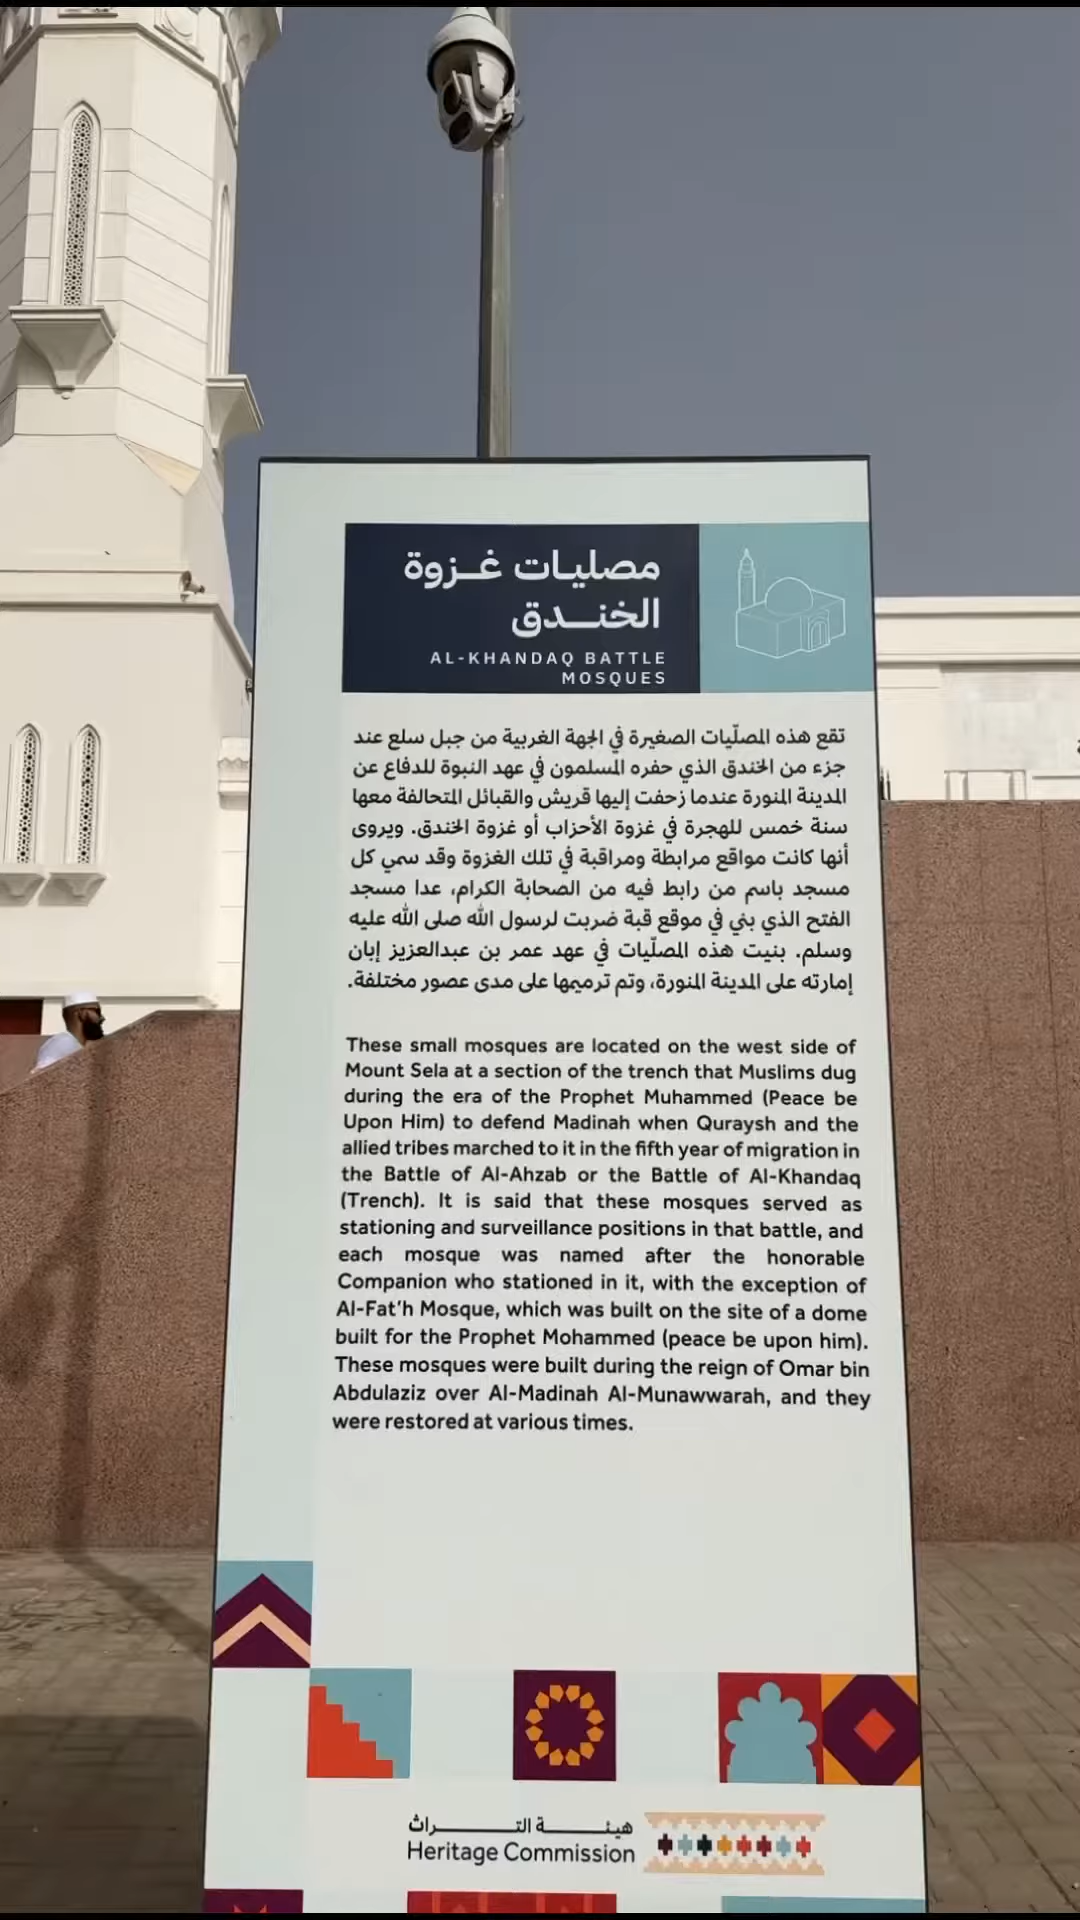 مصليات غزوة
الخندق
AL-KHANDAQ BATTLE
MOSQUES
تقع هذه المصلّيات الصغيرة في الجهة الغربية من جبل سلع عند
جزء من الخندق الذي حفره المسلمون في عهد النبوة للدفاع عن
المدينة المنورة عندما زحفت إليها قريش والقبائل المتحالفة معها
سنة خمس للهجرة في غزوة الأحزاب أو غزوة الخندق. ويروى
أنها كانت مواقع مرابطة ومراقبة في تلك الغزوة وقد سمي كل
مسجد باسم من رابط فيه من الصحابة الكرام، عدا مسجد
الفتح الذي بني في موقع قبة ضربت لرسول الله صلى الله عليه
وسلم. بنيت هذه المصلّيات في عهد عمر بن عبدالعزيز إبان
إمارته على المدينة المنورة، وتم ترميمها على مدى عصور مختلفة.
These small mosques are located on the west side of
Mount Sela at a section of the trench that Muslims dug
during the era of the Prophet Muhammed (Peace be
Upon Him) to defend Madinah when Quraysh and the
allied tribes marched to it in the fifth year of migration in
the Battle of Al-Ahzab or the Battle of Al-Khandaq
(Trench). It is said that these mosques served as
stationing and surveillance positions in that battle, and
each mosque was named after the honorable
Companion who stationed in it, with the exception of
Al-Fat'h Mosque, which was built on the site of a dome
built for the Prophet Mohammed (peace be upon him).
These mosques were built during the reign of Omar bin
Abdulaziz over Al-Madinah Al-Munawwarah, and they
were restored at various times.
هيئة التراث
Heritage Commission